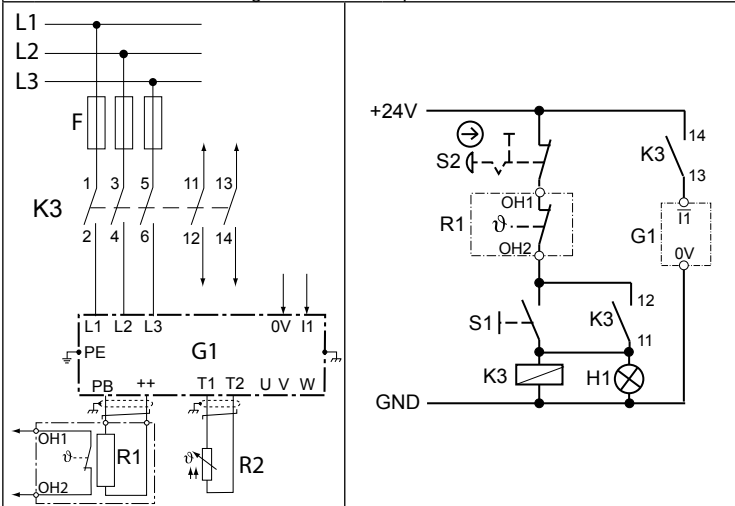 L1
L2
L3
F
1 3 5 11 13
K3
2 4 6 12 14
L1 L2 L3 0V I1
PE G1
PB ++ T1 T2 U V W
OH1
ϑ R1 ϑ R2
OH2
+24V
14
S2 K3
13
OH1
I1
R1 ϑ G1
OH2 0V
12
S1 K3
11
K3 H1
GND